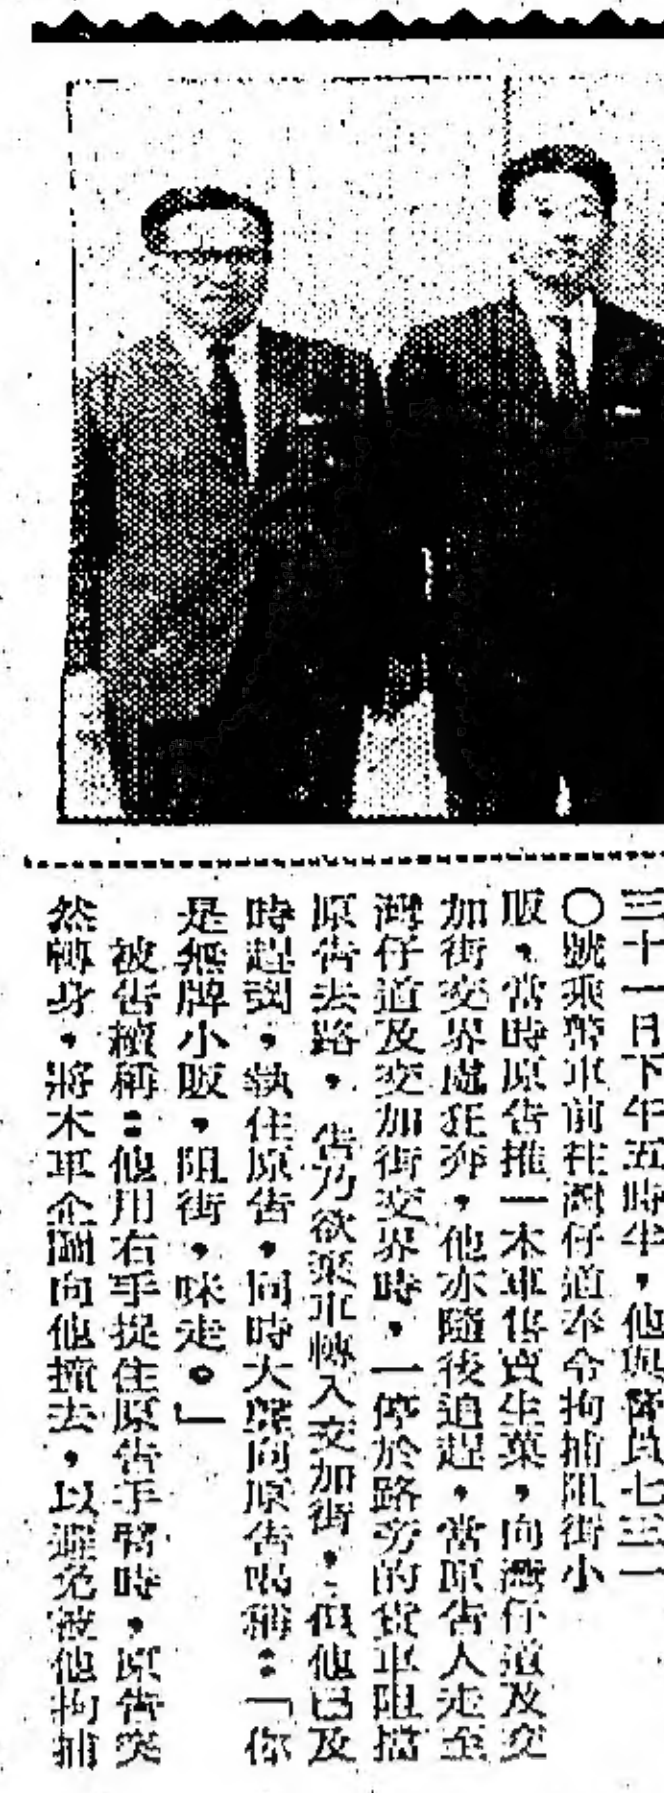 三十一日下午五時半，他與警員七三一
〇號乘警車前往灣仔道奉令拘捕阻街小
販，當時原告推一木車售賣生菓，向灣仔道及交
加街交界處狂奔，他亦隨後追趕，當原告人走至
灣仔道及交加街交界時，一停於路旁的貨車阻擋
原告去路，告乃欲棄車轉入交加街，但他已及
時趕到，執住原告，同時大聲向原告喝稱：「你
是無牌小販，阻街，咪走。」
被告續稱：他用右手捉住原告手臂時，原告突
然轉身，將木車企圖向他撞去，以避免被他拘捕